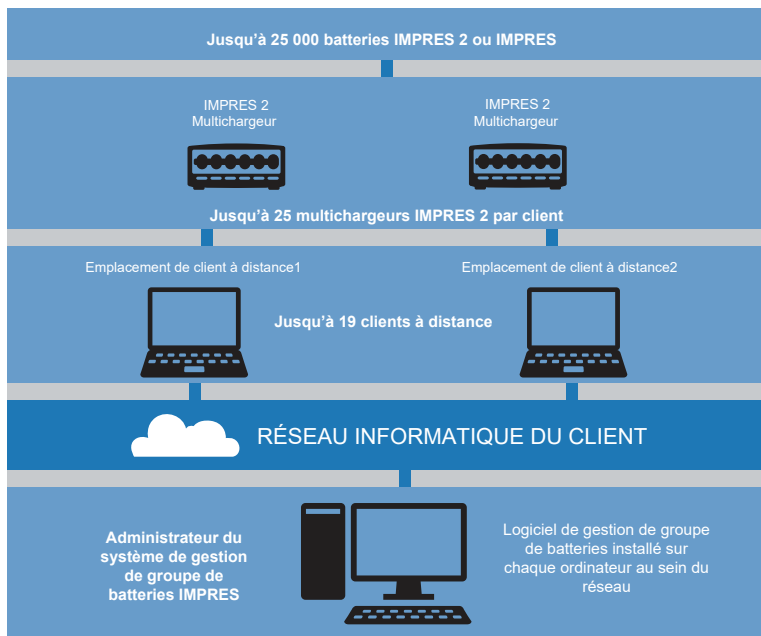 Jusqu'à 25 000 batteries IMPRES 2 ou IMPRES
IMPRES 2
Multichargeur
IMPRES 2
Multichargeur
Jusqu'à 25 multichargeurs IMPRES 2 par client
Emplacement de client à distance1
Emplacement de client à distance2
Jusqu'à 19 clients à distance
RÉSEAU INFORMATIQUE DU CLIENT
Administrateur du
système de gestion
de groupe de
batteries IMPRES
Logiciel de gestion de groupe
de batteries installé sur
chaque ordinateur au sein du
réseau